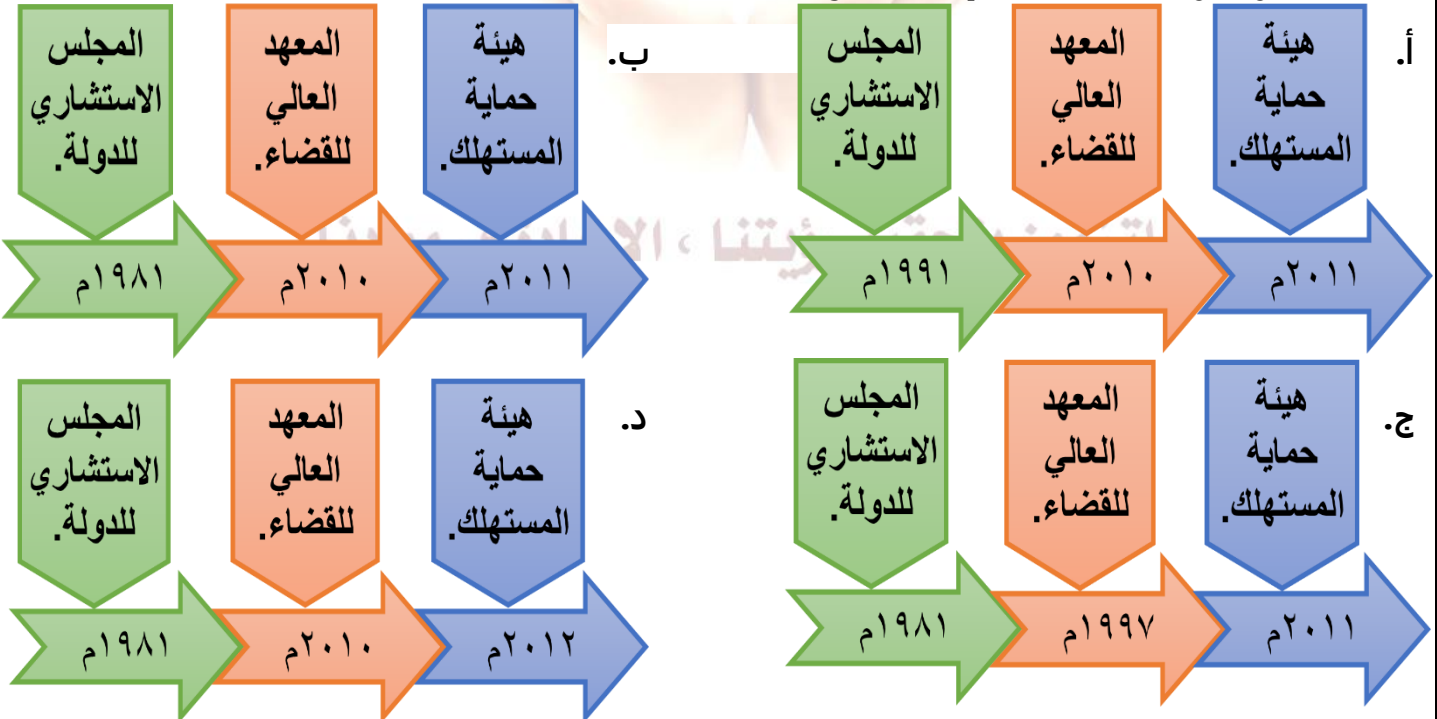 أ.
هيئة
حماية
المستهلك.
المعهد
العالي
للقضاء.
المجلس
الاستشاري
للدولة.
٢٠١١م
٢٠١٠م
١٩٩١م
ب.
هيئة
حماية
المستهلك.
المعهد
العالي
للقضاء.
المجلس
الاستشاري
للدولة.
٢٠١١م
٢٠١٠م
١٩٨١م
ج.
هيئة
حماية
المستهلك.
المعهد
العالي
للقضاء.
المجلس
الاستشاري
للدولة.
٢٠١١م
١٩٩٧م
١٩٨١م
د.
هيئة
حماية
المستهلك.
المعهد
العالي
للقضاء.
المجلس
الاستشاري
للدولة.
٢٠١٢م
٢٠١٠م
١٩٨١م